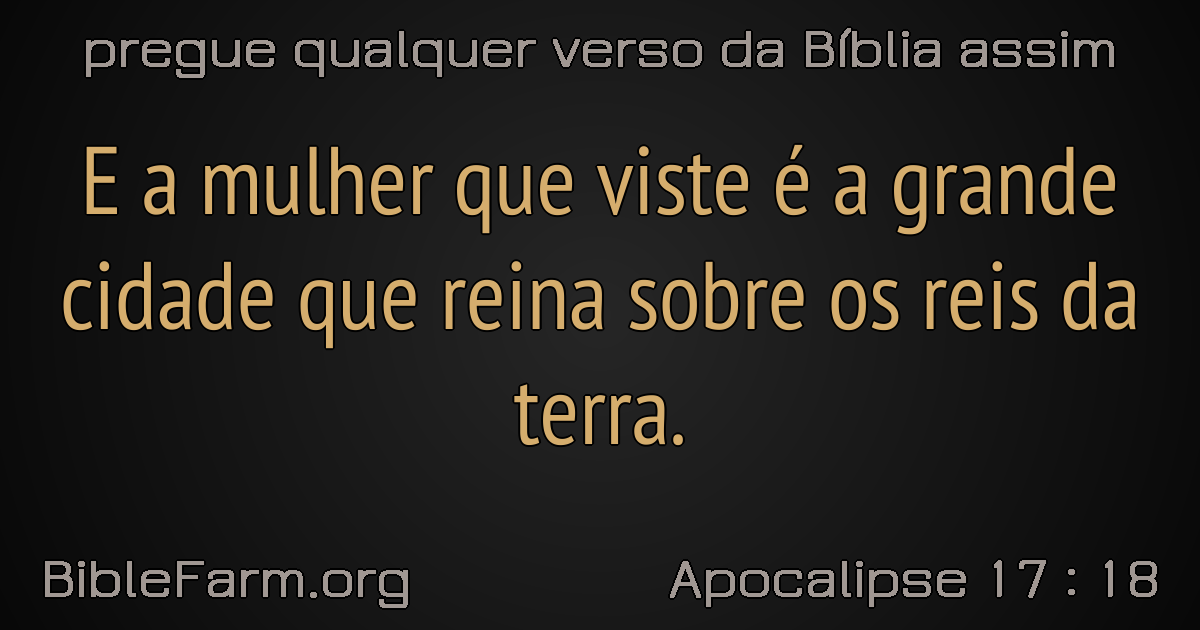 pregue qualquer verso da Bíblia assim
E a mulher que viste é a grande
cidade que reina sobre os reis da
terra.
BibleFarm.org
Apocalipse 17 : 18